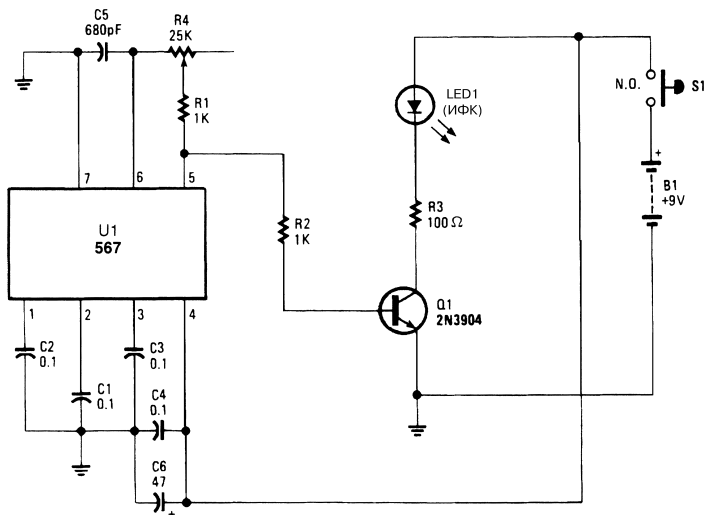 C5
680pF
R4
25K
R1
1K
7
6
5
U1
567
1
2
3
4
C2
0.1
C1
0.1
C3
0.1
C4
0.1
C6
47
+
R2
1K
LED1
(ИФК)
R3
100 Ω
Q1
2N3904
N.O.
S1
+
B1
+9V